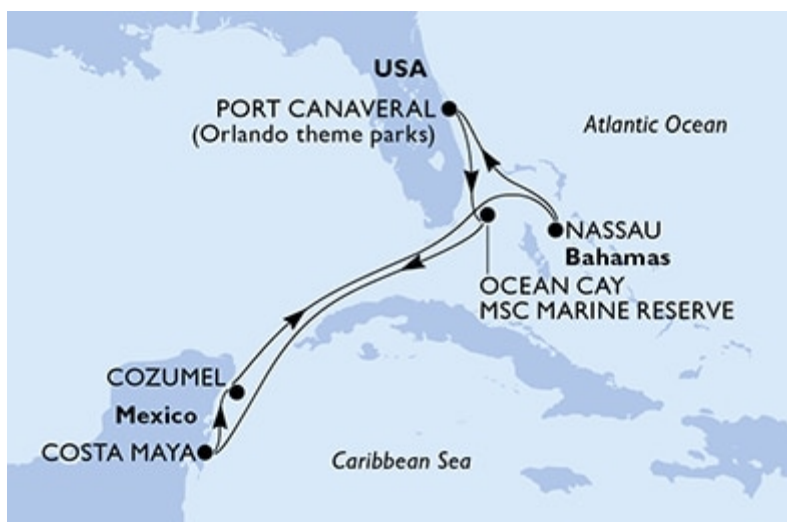 USA
PORT CANAVERAL
(Orlando theme parks)
Atlantic Ocean
NASSAU
Bahamas
OCEAN CAY
MSC MARINE RESERVE
COZUMEL
Mexico
COSTA MAYA
Caribbean Sea